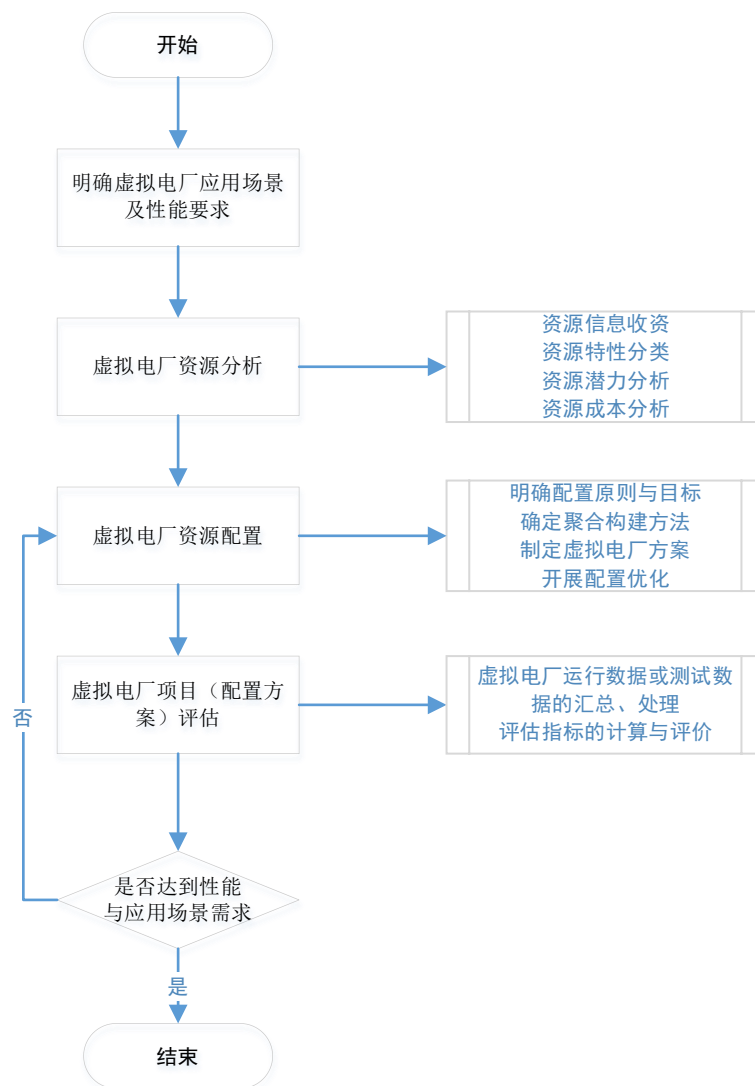 开始
明确虚拟电厂应用场景
及性能要求
虚拟电厂资源分析
资源信息收资
资源特性分类
资源潜力分析
资源成本分析
虚拟电厂资源配置
明确配置原则与目标
确定聚合构建方法
制定虚拟电厂方案
开展配置优化
虚拟电厂项目（配置方
案）评估
虚拟电厂运行数据或测试数
据的汇总、处理
评估指标的计算与评价
否
是否达到性能
与应用场景需求
是
结束